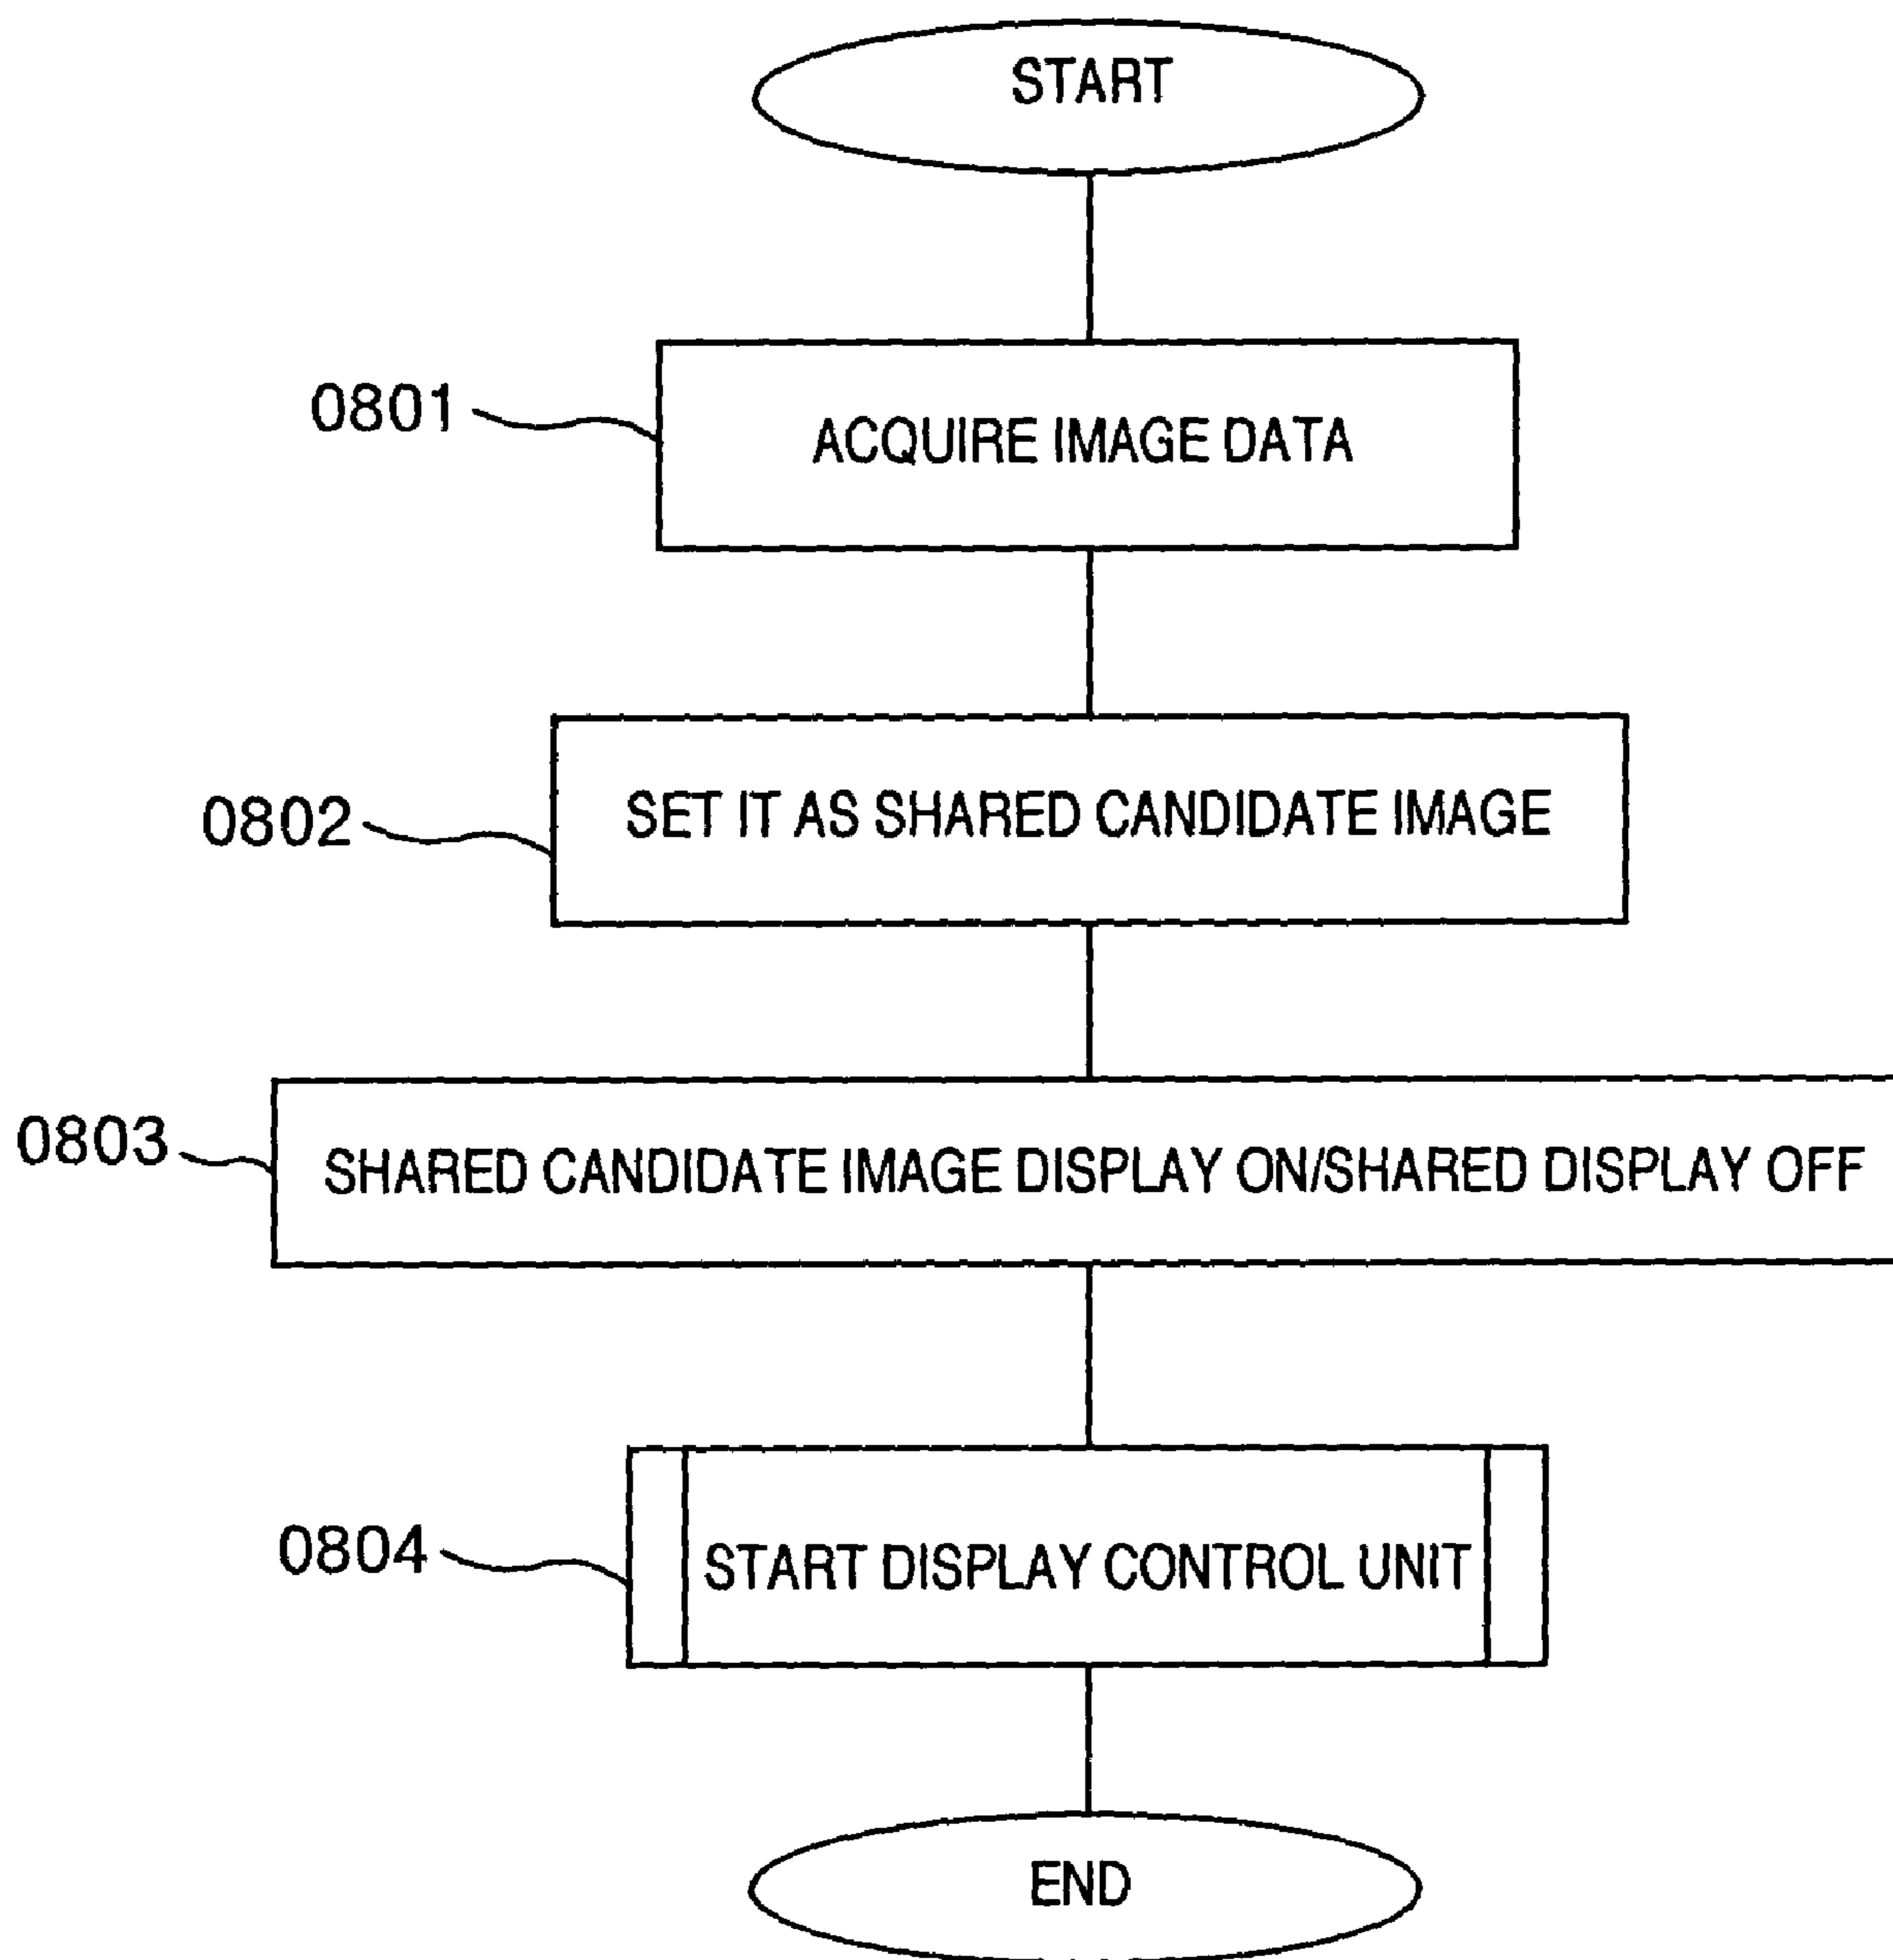 START
0801
ACQUIRE IMAGE DATA
0802
SET IT AS SHARED CANDIDATE IMAGE
0803
SHARED CANDIDATE IMAGE DISPLAY ON/SHARED DISPLAY OFF
0804
START DISPLAY CONTROL UNIT
END